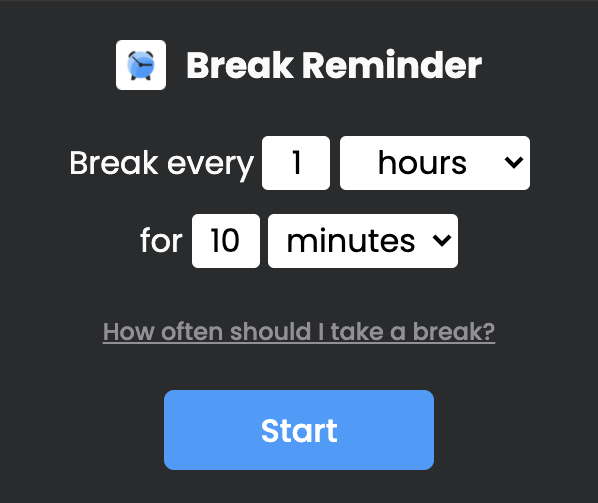 Break Reminder
Break every 1 hours
for 10 minutes
How often should I take a break?
Start